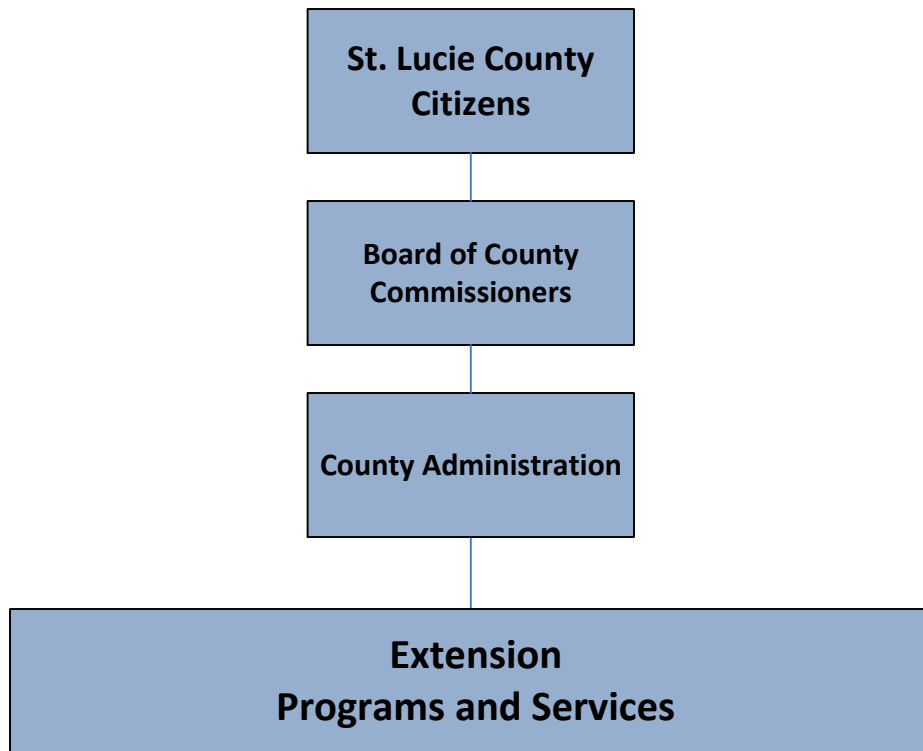 St. Lucie County
Citizens
Board of County
Commissioners
County Administration
Extension
Programs and Services